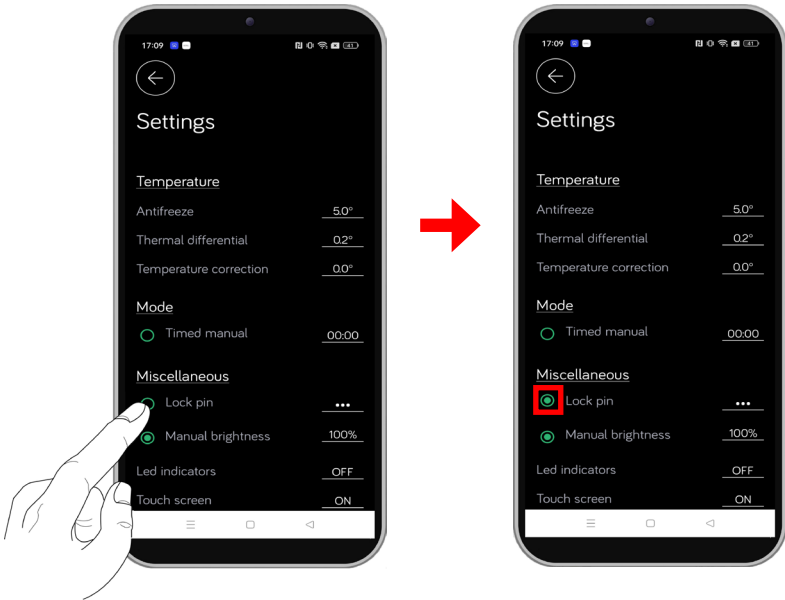 17:09
41
Settings
Temperature
Antifreeze 5.0°
Thermal differential 0.2°
Temperature correction 0.0°
Mode
Timed manual 00:00
Miscellaneous
Lock pin •••
Manual brightness 100%
Led indicators OFF
Touch screen ON
17:09
41
Settings
Temperature
Antifreeze 5.0°
Thermal differential 0.2°
Temperature correction 0.0°
Mode
Timed manual 00:00
Miscellaneous
Lock pin •••
Manual brightness 100%
Led indicators OFF
Touch screen ON